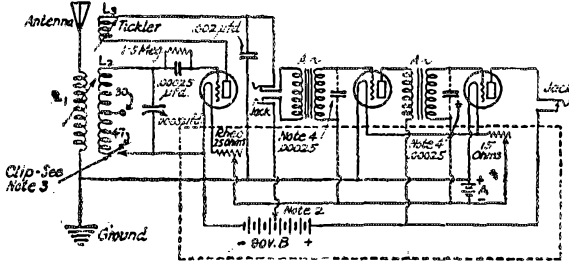 Antenna
L3
Tickler
.002 µfd.
1.5 Meg.
L2
.00025
µfd.
30
.0005 µfd.
47
Clip-See
Note 3
Ground
Rheo
25 ohm
Jack
Note 4
.00025
Note 4
.00025
15
Ohms
Jack
Note 2
+
A
-
- 90V. B +